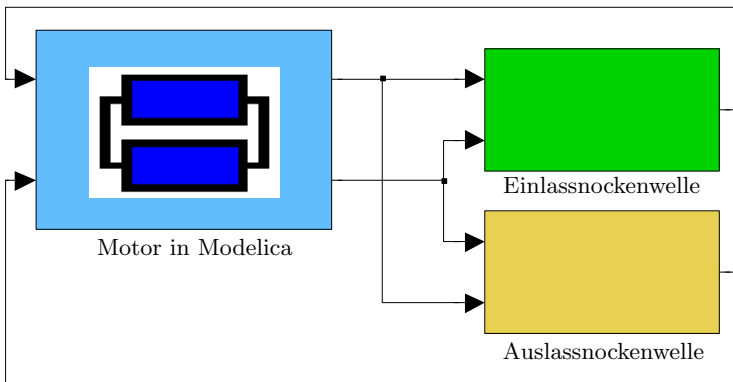 Einlassnockenwelle
Motor in Modelica
Auslassnockenwelle